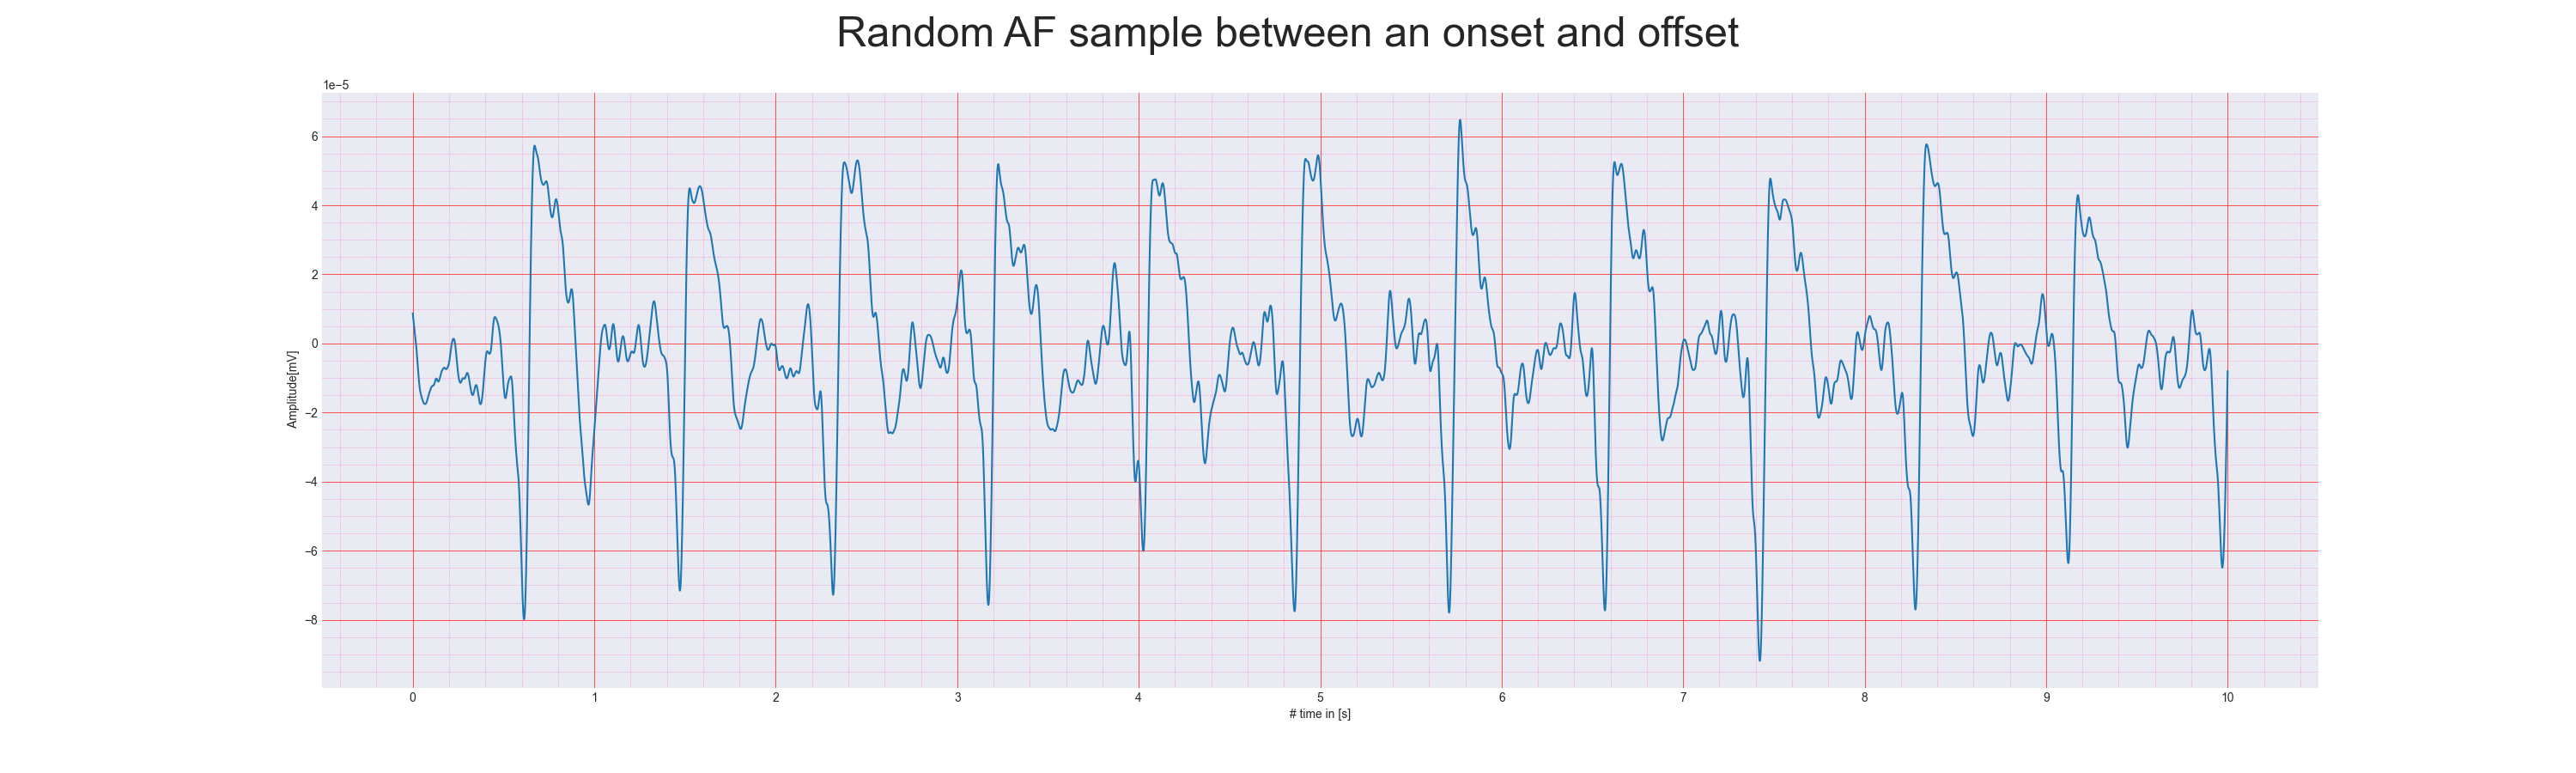 Random AF sample between an onset and offset
1e−5
6
4
2
0
−2
−4
−6
−8
Amplitude[mV]
0 1 2 3 4 5 6 7 8 9 10
# time in [s]